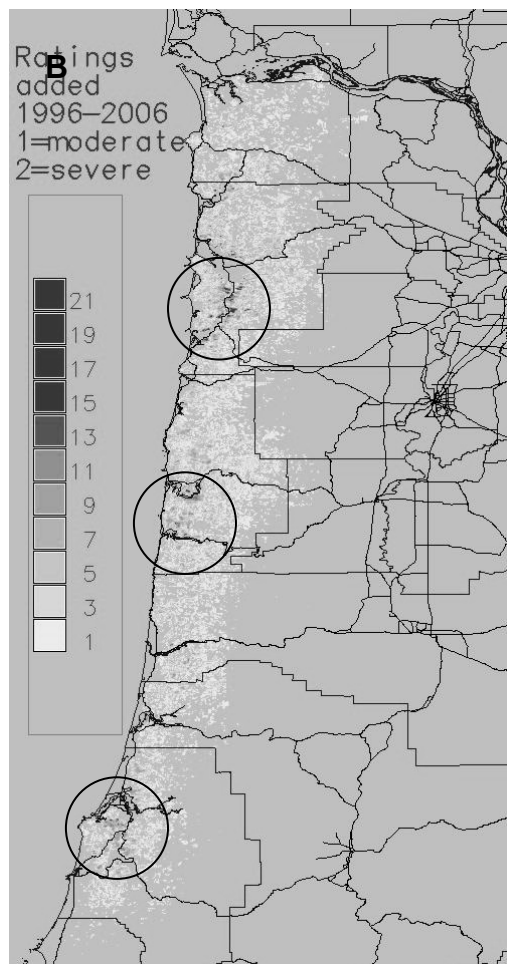 Ratings
B
added
1996–2006
1=moderate
2=severe
21
19
17
15
13
11
9
7
5
3
1